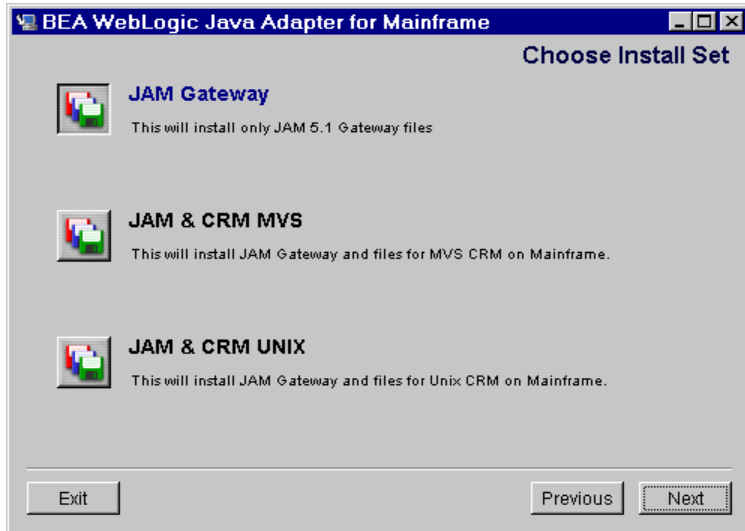 BEA WebLogic Java Adapter for Mainframe
Choose Install Set
JAM Gateway
This will install only JAM 5.1 Gateway files
JAM & CRM MVS
This will install JAM Gateway and files for MVS CRM on Mainframe.
JAM & CRM UNIX
This will install JAM Gateway and files for Unix CRM on Mainframe.
Exit Previous Next